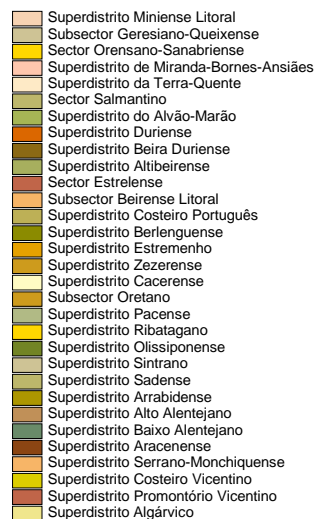 Superdistrito Miniense Litoral
Subsector Geresiano-Queixense
Sector Orensano-Sanabriense
Superdistrito de Miranda-Bornes-Ansiães
Superdistrito da Terra-Quente
Sector Salmantino
Superdistrito do Alvão-Marão
Superdistrito Duriense
Superdistrito Beira Duriense
Superdistrito Altibeirense
Sector Estrelense
Subsector Beirense Litoral
Superdistrito Costeiro Português
Superdistrito Berlenguense
Superdistrito Estremenho
Superdistrito Zezerense
Superdistrito Cacerense
Subsector Oretano
Superdistrito Pacense
Superdistrito Ribatagano
Superdistrito Olissiponense
Superdistrito Sintrano
Superdistrito Sadense
Superdistrito Arrabidense
Superdistrito Alto Alentejano
Superdistrito Baixo Alentejano
Superdistrito Aracenense
Superdistrito Serrano-Monchiquense
Superdistrito Costeiro Vicentino
Superdistrito Promontório Vicentino
Superdistrito Algárvico